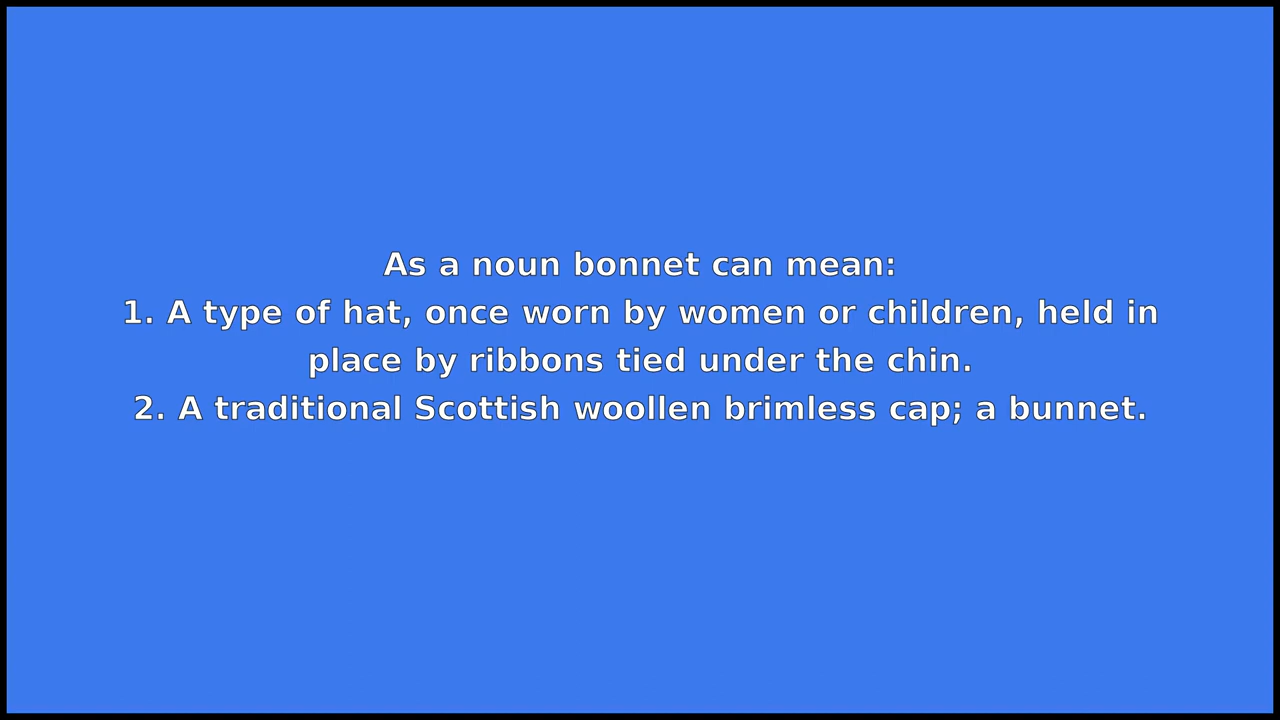 As a noun bonnet can mean:
1. A type of hat, once worn by women or children, held in
place by ribbons tied under the chin.
2. A traditional Scottish woollen brimless cap; a bunnet.